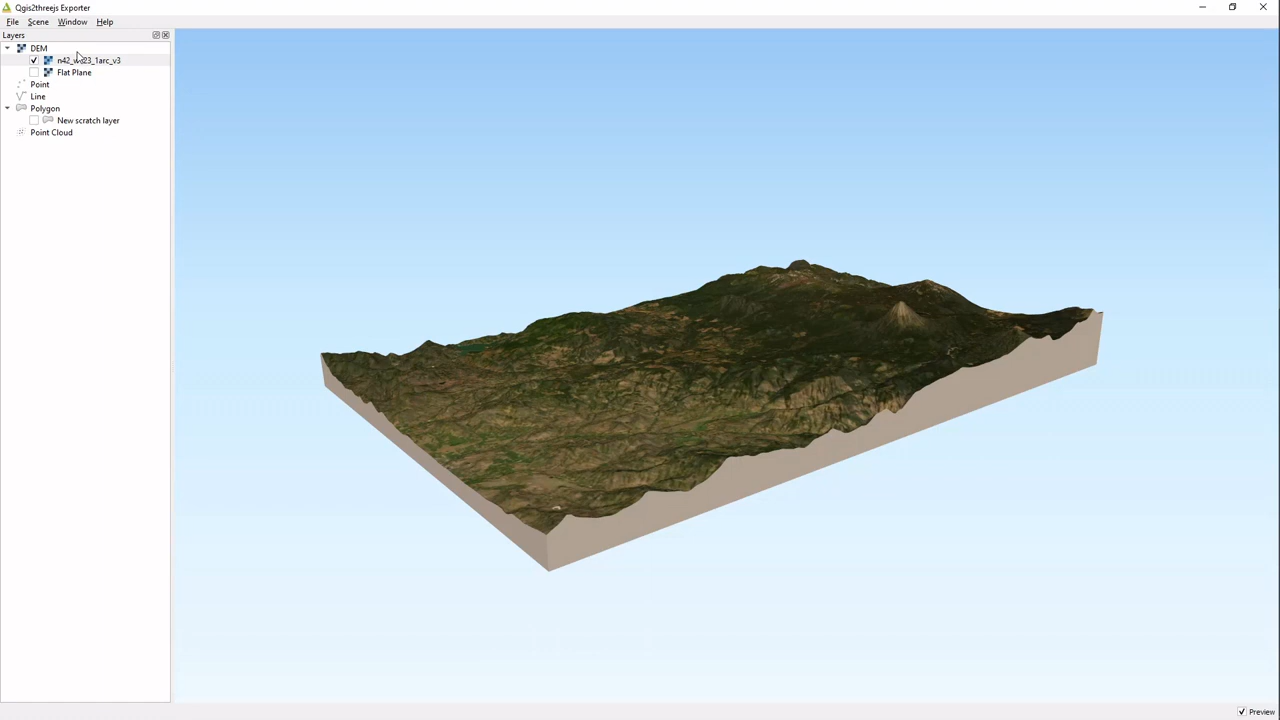 Qgis2threejs Exporter
File Scene Window Help
Layers
DEM
Flat Plane
Point
Line
Polygon
New scratch layer
Point Cloud
Preview